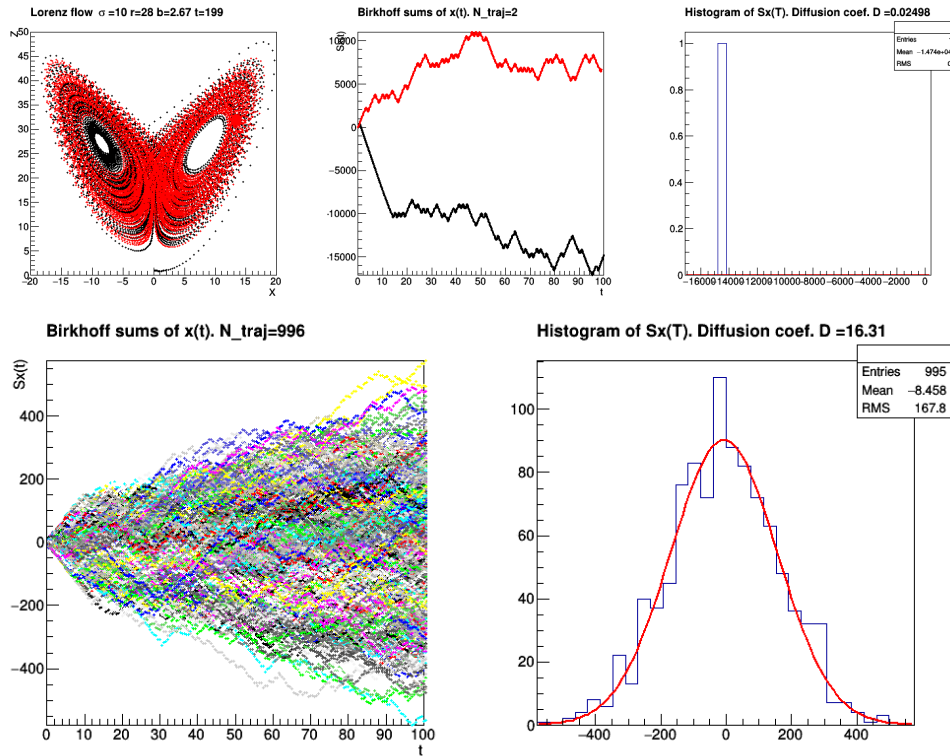 Lorenz flow σ =10 r=28 b=2.67 t=199
Z
50
45
40
35
30
25
20
15
10
5
0
−20 −15 −10 −5 0 5 10 15 20
X
Birkhoff sums of x(t). N_traj=2
Sx(t)
10000
5000
0
−5000
−10000
−15000
0 10 20 30 40 50 60 70 80 90 100
t
Histogram of Sx(T). Diffusion coef. D =0.02498
Entries
Mean −1.474e+04
RMS 0
1
0.8
0.6
0.4
0.2
0
−16000 14000 12000 10000 −8000 −6000 −4000 −2000 0
Birkhoff sums of x(t). N_traj=996
Sx(t)
400
200
0
−200
−400
0 10 20 30 40 50 60 70 80 90 100
t
Histogram of Sx(T). Diffusion coef. D =16.31
Entries 995
Mean −8.458
RMS 167.8
100
80
60
40
20
0
−400 −200 0 200 400